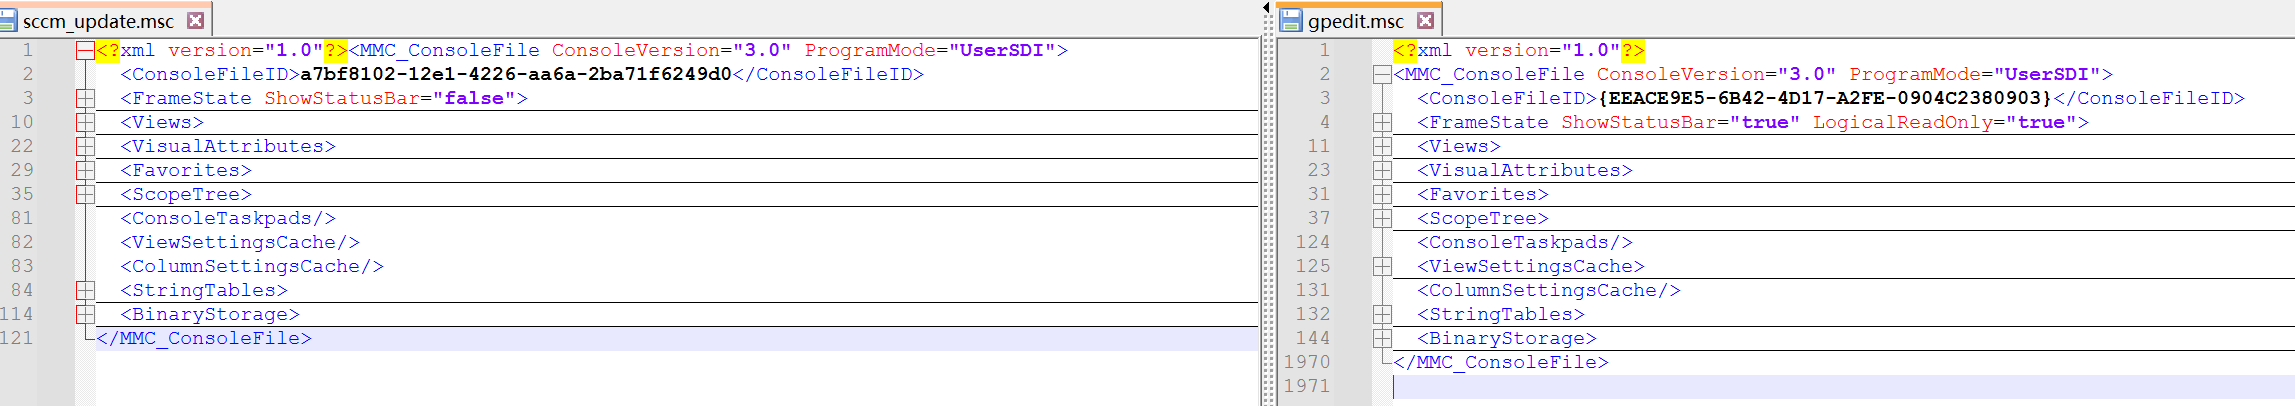 sccm_update.msc
1 <?xml version="1.0"?><MMC_ConsoleFile ConsoleVersion="3.0" ProgramMode="UserSDI">
2 <ConsoleFileID>a7bf8102-12e1-4226-aa6a-2ba71f6249d0</ConsoleFileID>
3 <FrameState ShowStatusBar="false">
10 <Views>
22 <VisualAttributes>
29 <Favorites>
35 <ScopeTree>
81 <ConsoleTaskpads/>
82 <ViewSettingsCache/>
83 <ColumnSettingsCache/>
84 <StringTables>
114 <BinaryStorage>
121 </MMC_ConsoleFile>
gpedit.msc
1 <?xml version="1.0"?>
2 <MMC_ConsoleFile ConsoleVersion="3.0" ProgramMode="UserSDI">
3 <ConsoleFileID>{EEACE9E5-6B42-4D17-A2FE-0904C2380903}</ConsoleFileID>
4 <FrameState ShowStatusBar="true" LogicalReadOnly="true">
11 <Views>
23 <VisualAttributes>
31 <Favorites>
37 <ScopeTree>
124 <ConsoleTaskpads/>
125 <ViewSettingsCache>
131 <ColumnSettingsCache/>
132 <StringTables>
144 <BinaryStorage>
1970 </MMC_ConsoleFile>
1971